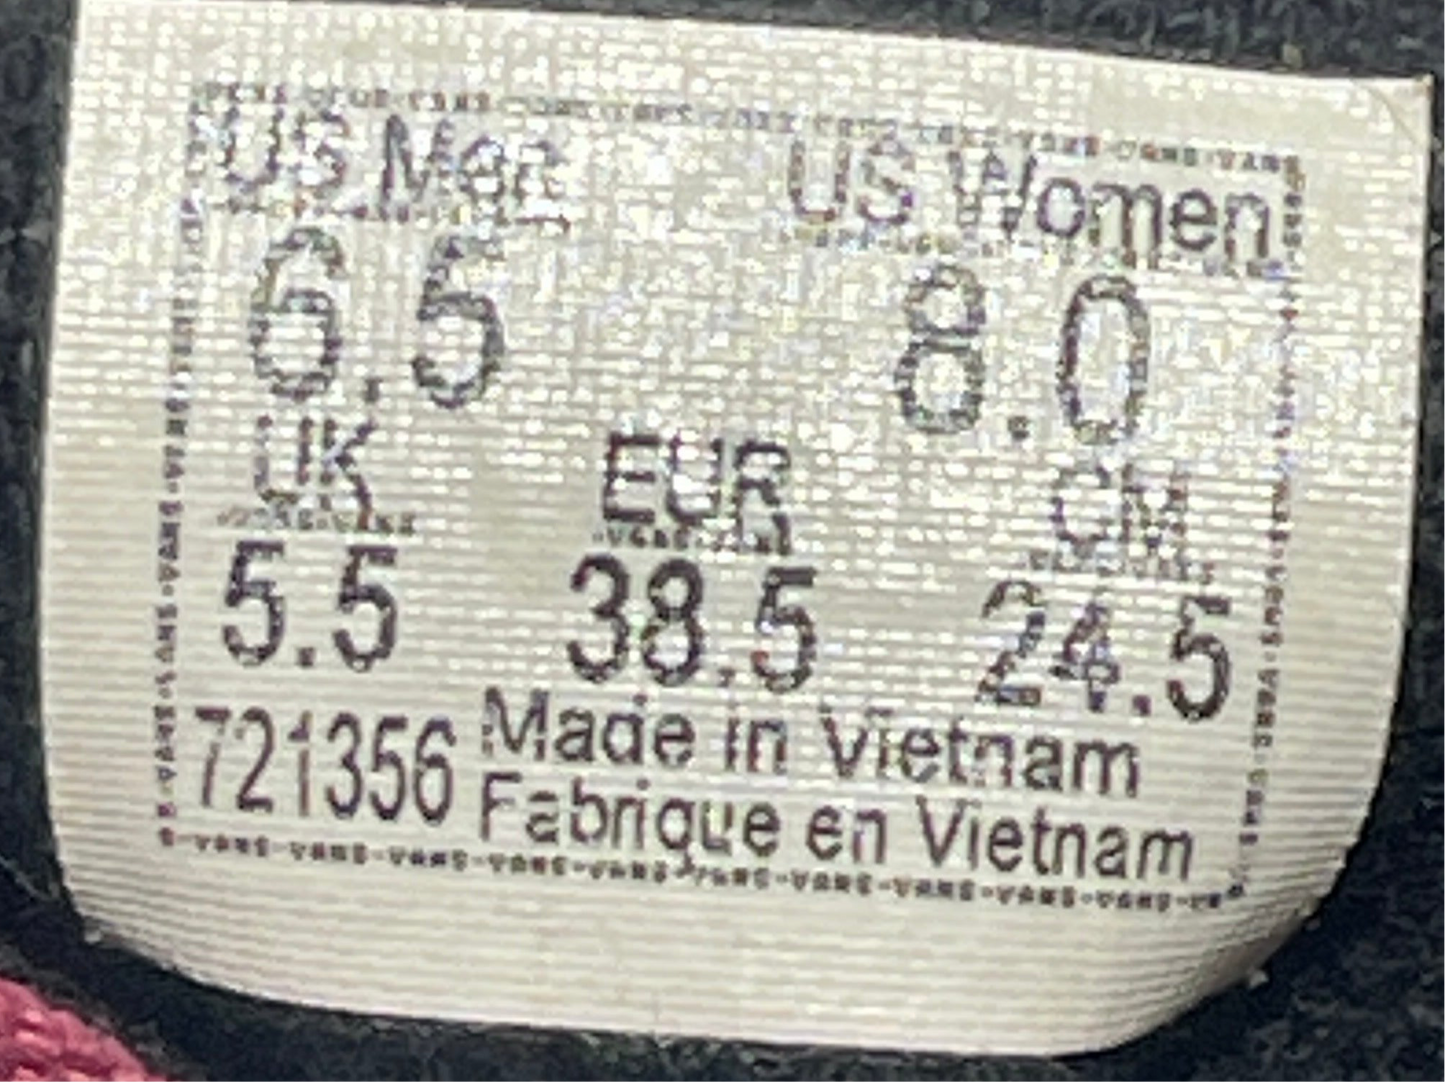 US Men US Women
6.5 8.0
UK EUR CM
5.5 38.5 24.5
721356 Made in Vietnam
Fabrique en Vietnam